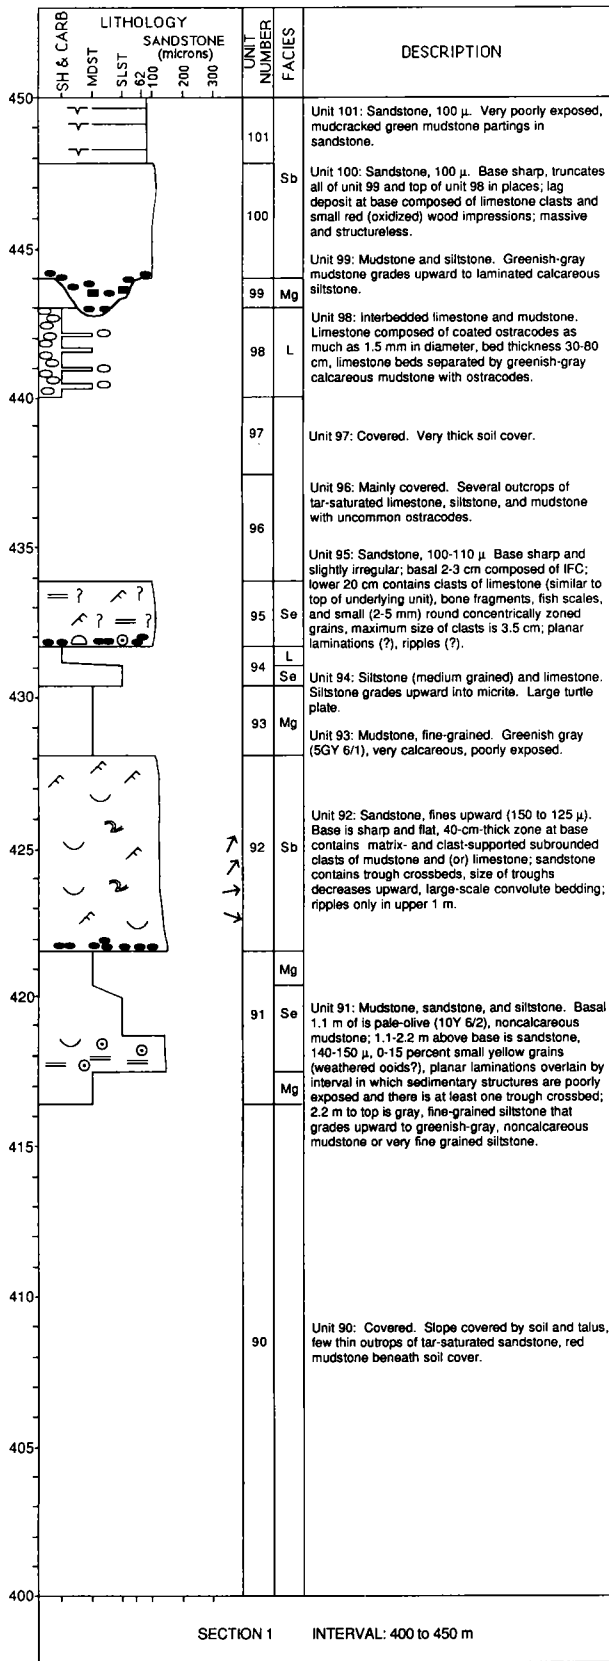 LITHOLOGY
SH & CARB
MDST
SLST
SANDSTONE
(microns)
62
100
200
300
UNIT
NUMBER
FACIES
DESCRIPTION
450
101
Unit 101: Sandstone, 100 µ. Very poorly exposed,
mudcracked green mudstone partings in
sandstone.
Sb
100
Unit 100: Sandstone, 100 µ. Base sharp, truncates
all of unit 99 and top of unit 98 in places; lag
deposit at base composed of limestone clasts and
small red (oxidized) wood impressions; massive
and structureless.
445
99
Mg
Unit 99: Mudstone and siltstone. Greenish-gray
mudstone grades upward to laminated calcareous
siltstone.
98
L
Unit 98: Interbedded limestone and mudstone.
Limestone composed of coated ostracodes as
much as 1.5 mm in diameter, bed thickness 30-80
cm, limestone beds separated by greenish-gray
calcareous mudstone with ostracodes.
440
97
Unit 97: Covered. Very thick soil cover.
96
Unit 96: Mainly covered. Several outcrops of
tar-saturated limestone, siltstone, and mudstone
with uncommon ostracodes.
435
? ?
? ?
95
Se
Unit 95: Sandstone, 100-110 µ Base sharp and
slightly irregular; basal 2-3 cm composed of IFC;
lower 20 cm contains clasts of limestone (similar to
top of underlying unit), bone fragments, fish scales,
and small (2-5 mm) round concentrically zoned
grains, maximum size of clasts is 3.5 cm; planar
laminations (?), ripples (?).
94
L
Se
Unit 94: Siltstone (medium grained) and limestone.
Siltstone grades upward into micrite. Large turtle
plate.
430
93
Mg
Unit 93: Mudstone, fine-grained. Greenish gray
(5GY 6/1), very calcareous, poorly exposed.
425
92
Sb
Unit 92: Sandstone, fines upward (150 to 125 µ).
Base is sharp and flat, 40-cm-thick zone at base
contains matrix- and clast-supported subrounded
clasts of mudstone and (or) limestone; sandstone
contains trough crossbeds, size of troughs
decreases upward, large-scale convolute bedding;
ripples only in upper 1 m.
420
91
Mg
Se
Mg
Unit 91: Mudstone, sandstone, and siltstone. Basal
1.1 m of is pale-olive (10Y 6/2), noncalcareous
mudstone; 1.1-2.2 m above base is sandstone,
140-150 µ, 0-15 percent small yellow grains
(weathered ooids?), planar laminations overlain by
interval in which sedimentary structures are poorly
exposed and there is at least one trough crossbed;
2.2 m to top is gray, fine-grained siltstone that
grades upward to greenish-gray, noncalcareous
mudstone or very fine grained siltstone.
415
410
90
Unit 90: Covered. Slope covered by soil and talus,
few thin outrops of tar-saturated sandstone, red
mudstone beneath soil cover.
405
400
SECTION 1 INTERVAL: 400 to 450 m